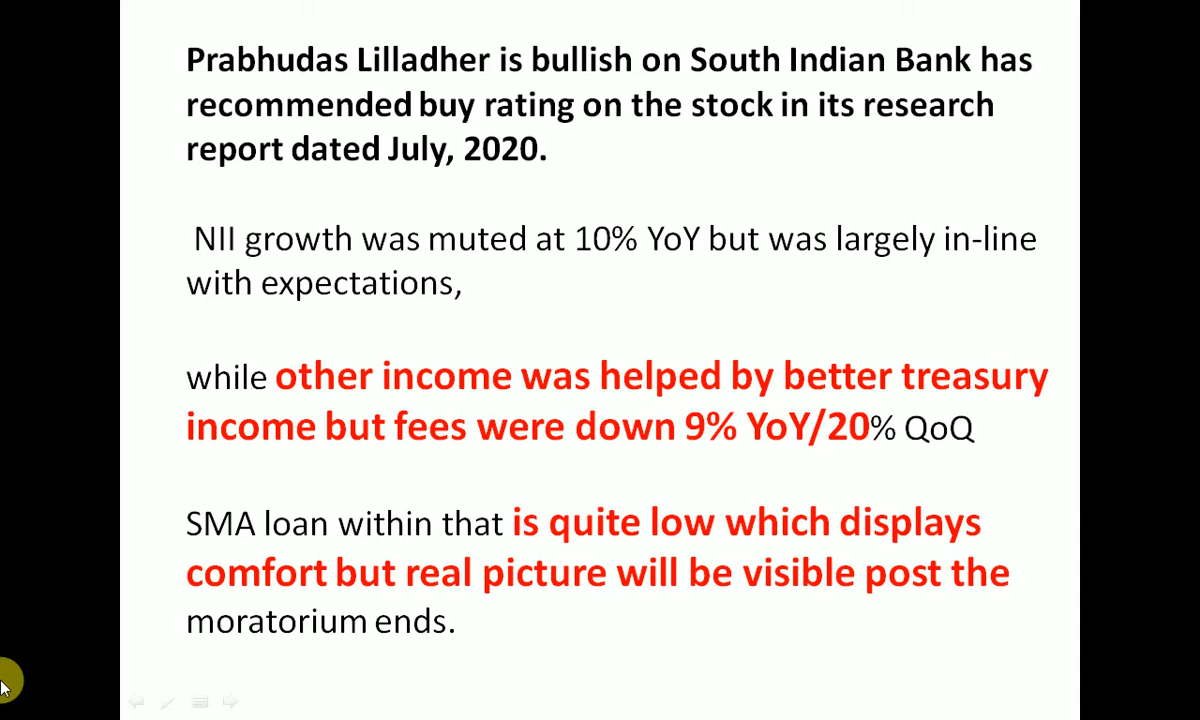 Prabhudas Lilladher is bullish on South Indian Bank has
recommended buy rating on the stock in its research
report dated July, 2020.
NII growth was muted at 10% YoY but was largely in-line
with expectations,
while other income was helped by better treasury
income but fees were down 9% YoY/20% QoQ
SMA loan within that is quite low which displays
comfort but real picture will be visible post the
moratorium ends.